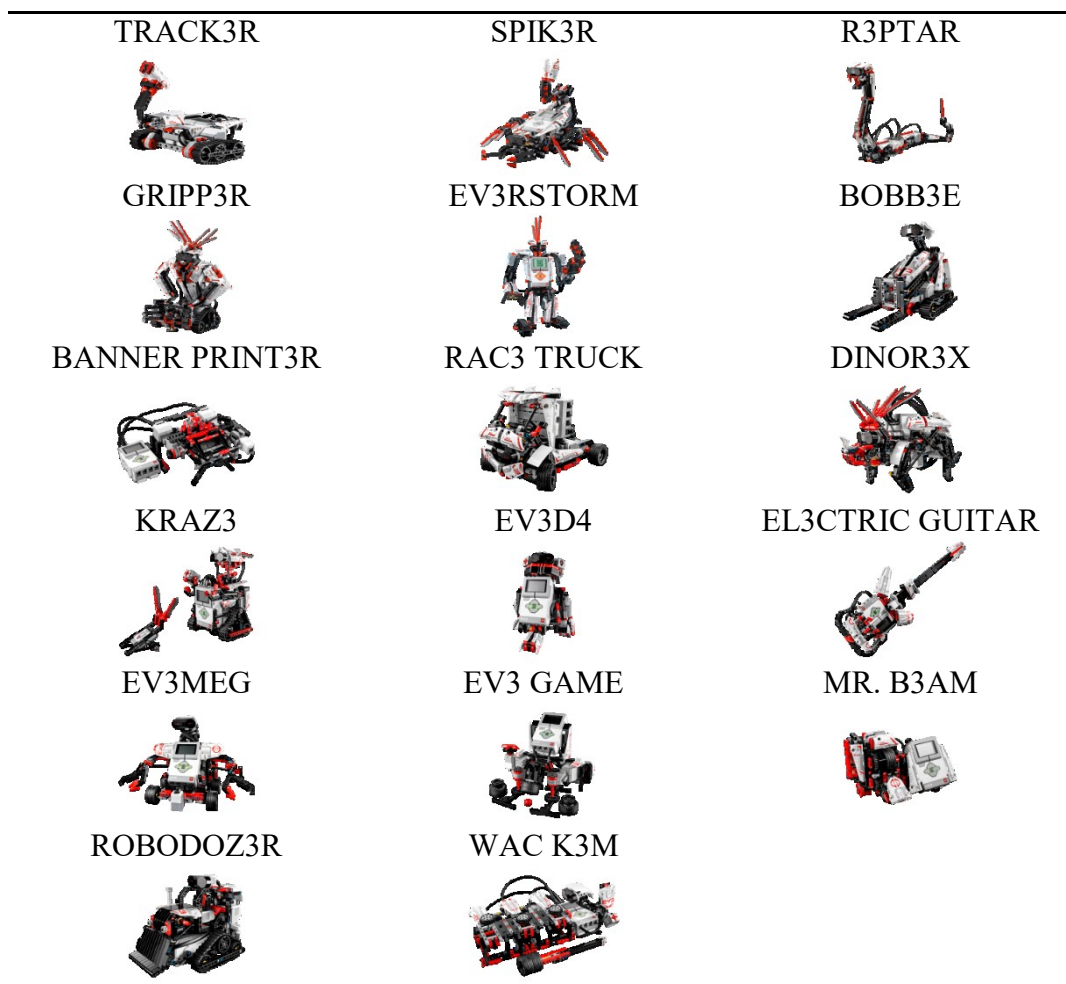 TRACK3R SPIK3R R3PTAR
GRIPP3R EV3RSTORM BOBB3E
BANNER PRINT3R RAC3 TRUCK DINOR3X
KRAZ3 EV3D4 EL3CTRIC GUITAR
EV3MEG EV3 GAME MR. B3AM
ROBODOZ3R WAC K3M